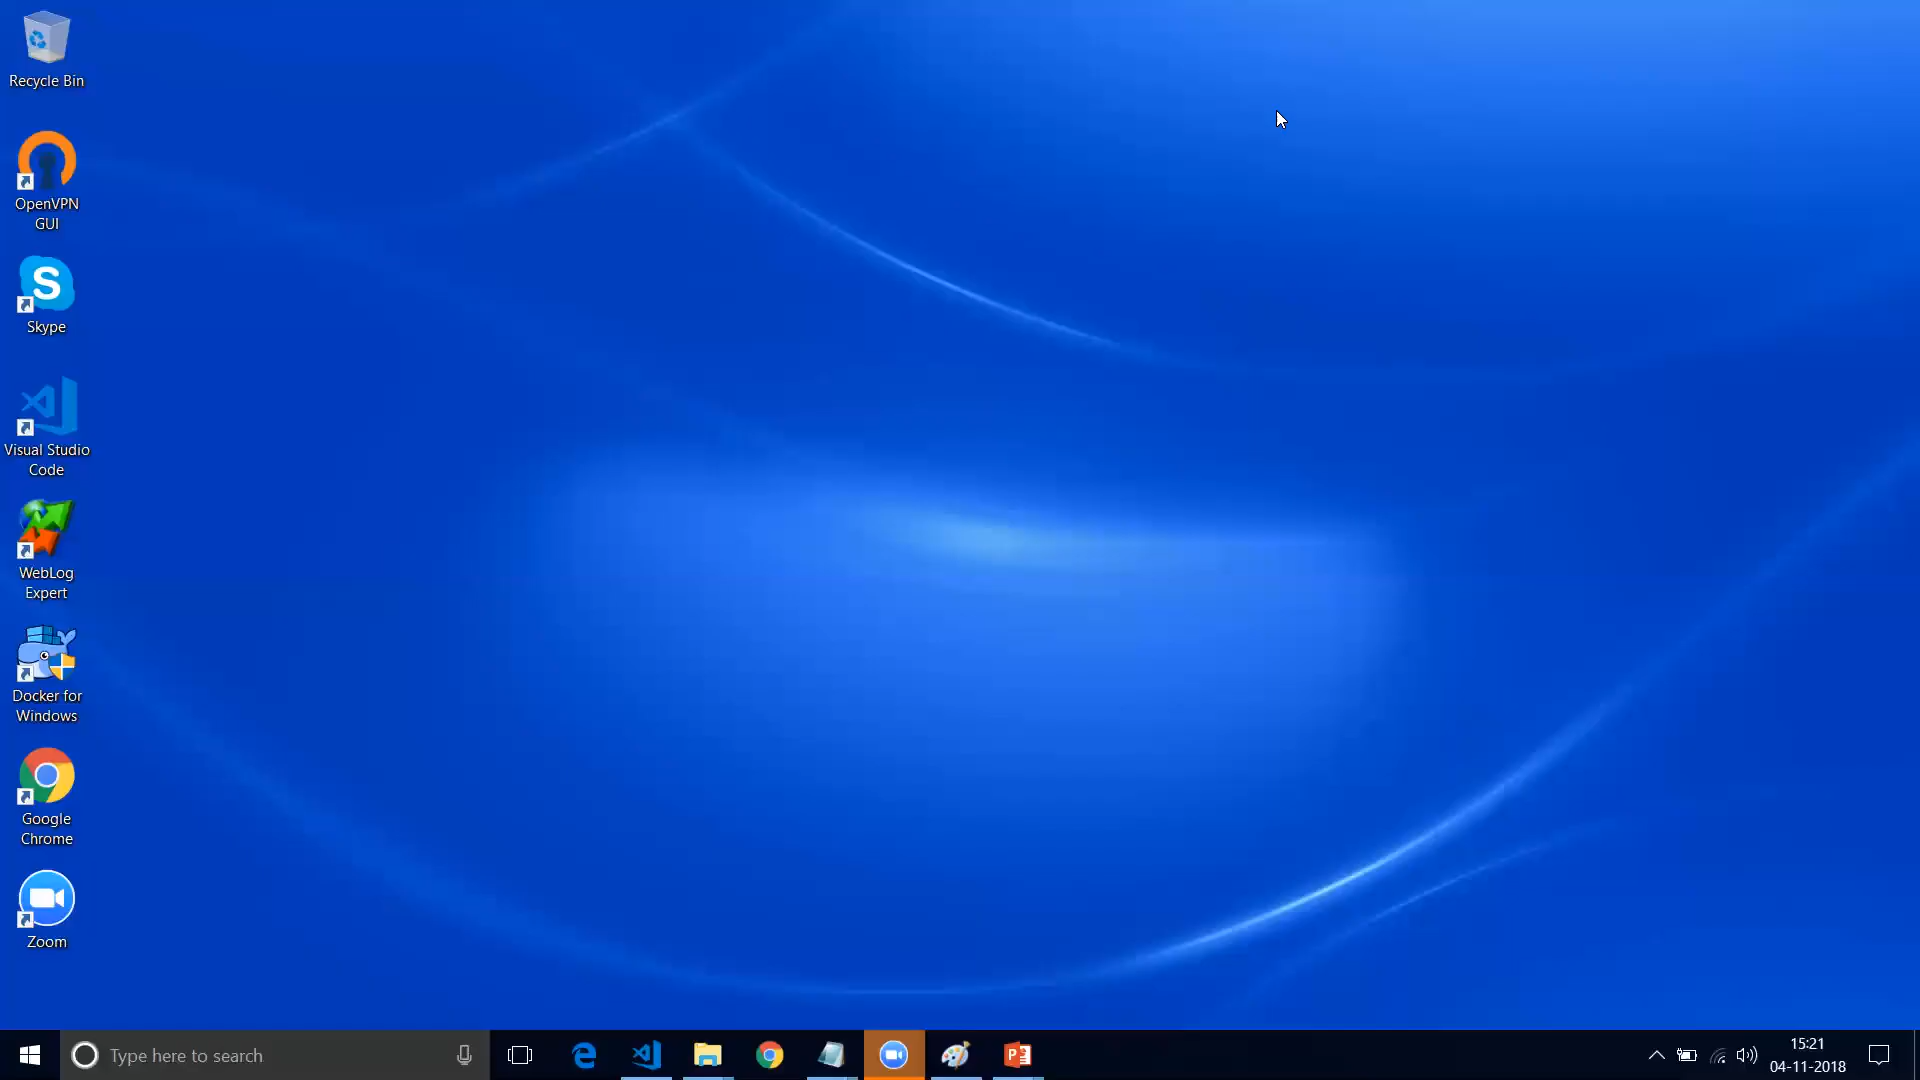 Recycle Bin
OpenVPN
GUI
S
Skype
Visual Studio
Code
WebLog
Expert
Docker for
Windows
Google
Chrome
Zoom
Type here to search
15:21
04-11-2018